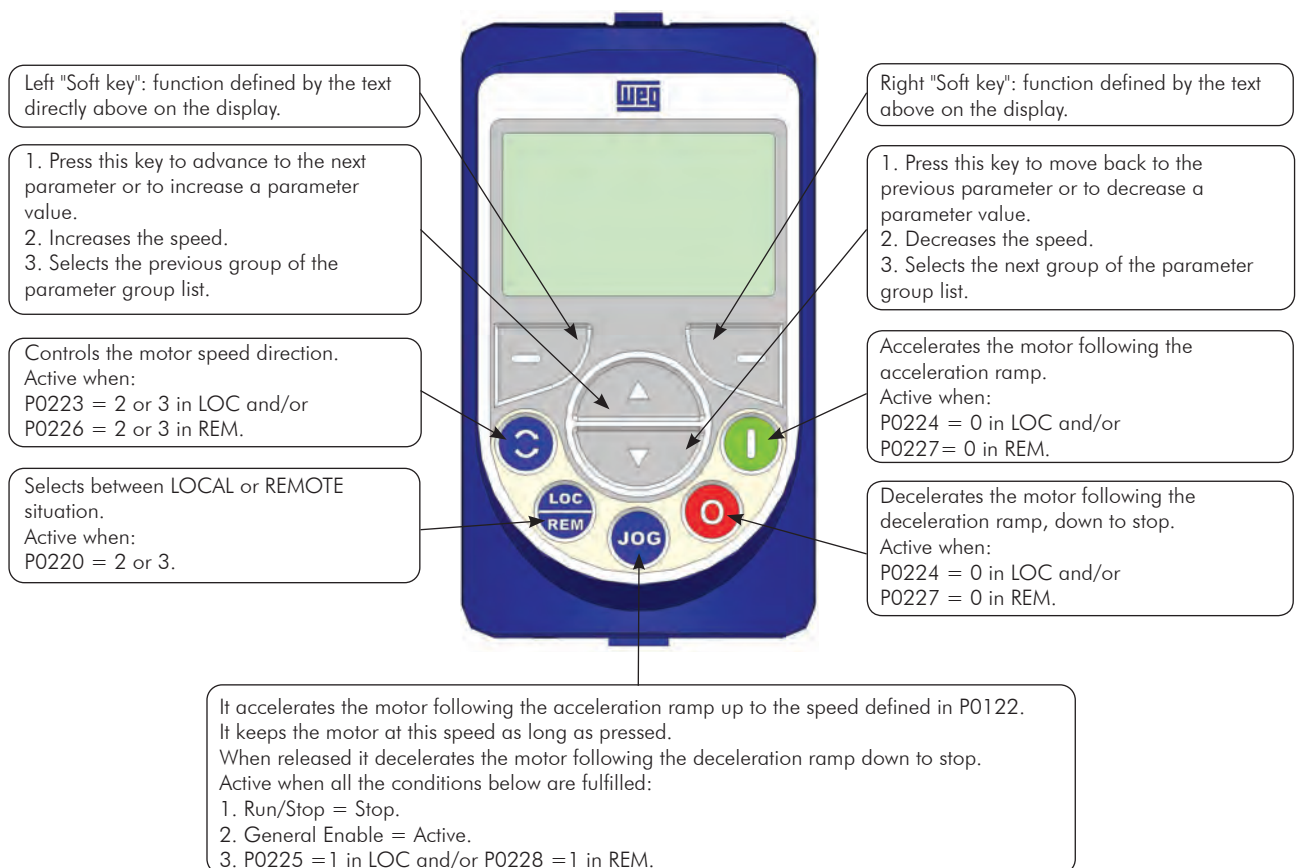 Left "Soft key": function defined by the text
directly above on the display.
1. Press this key to advance to the next
parameter or to increase a parameter
value.
2. Increases the speed.
3. Selects the previous group of the
parameter group list.
Controls the motor speed direction.
Active when:
P0223 = 2 or 3 in LOC and/or
P0226 = 2 or 3 in REM.
Selects between LOCAL or REMOTE
situation.
Active when:
P0220 = 2 or 3.
weg
LOC
REM
JOG
Right "Soft key": function defined by the text
above on the display.
1. Press this key to move back to the
previous parameter or to decrease a
parameter value.
2. Decreases the speed.
3. Selects the next group of the parameter
group list.
Accelerates the motor following the
acceleration ramp.
Active when:
P0224 = 0 in LOC and/or
P0227= 0 in REM.
Decelerates the motor following the
deceleration ramp, down to stop.
Active when:
P0224 = 0 in LOC and/or
P0227 = 0 in REM.
It accelerates the motor following the acceleration ramp up to the speed defined in P0122.
It keeps the motor at this speed as long as pressed.
When released it decelerates the motor following the deceleration ramp down to stop.
Active when all the conditions below are fulfilled:
1. Run/Stop = Stop.
2. General Enable = Active.
3. P0225 =1 in LOC and/or P0228 =1 in REM.